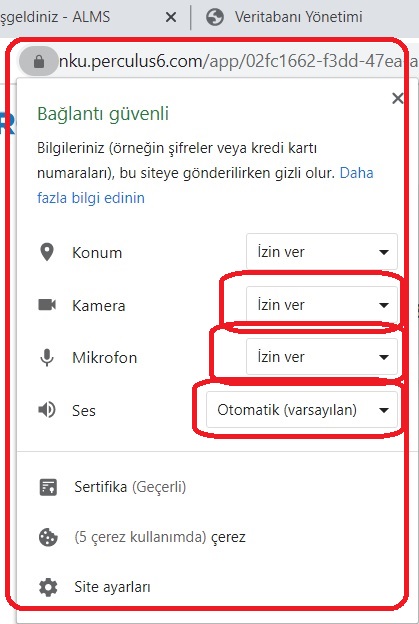 şgeldiniz - ALMS
Veritabanı Yönetimi
nku.perculus6.com/app/02fc1662-f3dd-47ea
R
Bağlantı güvenli
Bilgileriniz (örneğin şifreler veya kredi kartı
numaraları), bu siteye gönderilirken gizli olur. Daha
fazla bilgi edinin
Konum
İzin ver
Kamera
İzin ver
Mikrofon
İzin ver
Ses
Otomatik (varsayılan)
Sertifika (Geçerli)
(5 çerez kullanımda) çerez
Site ayarları